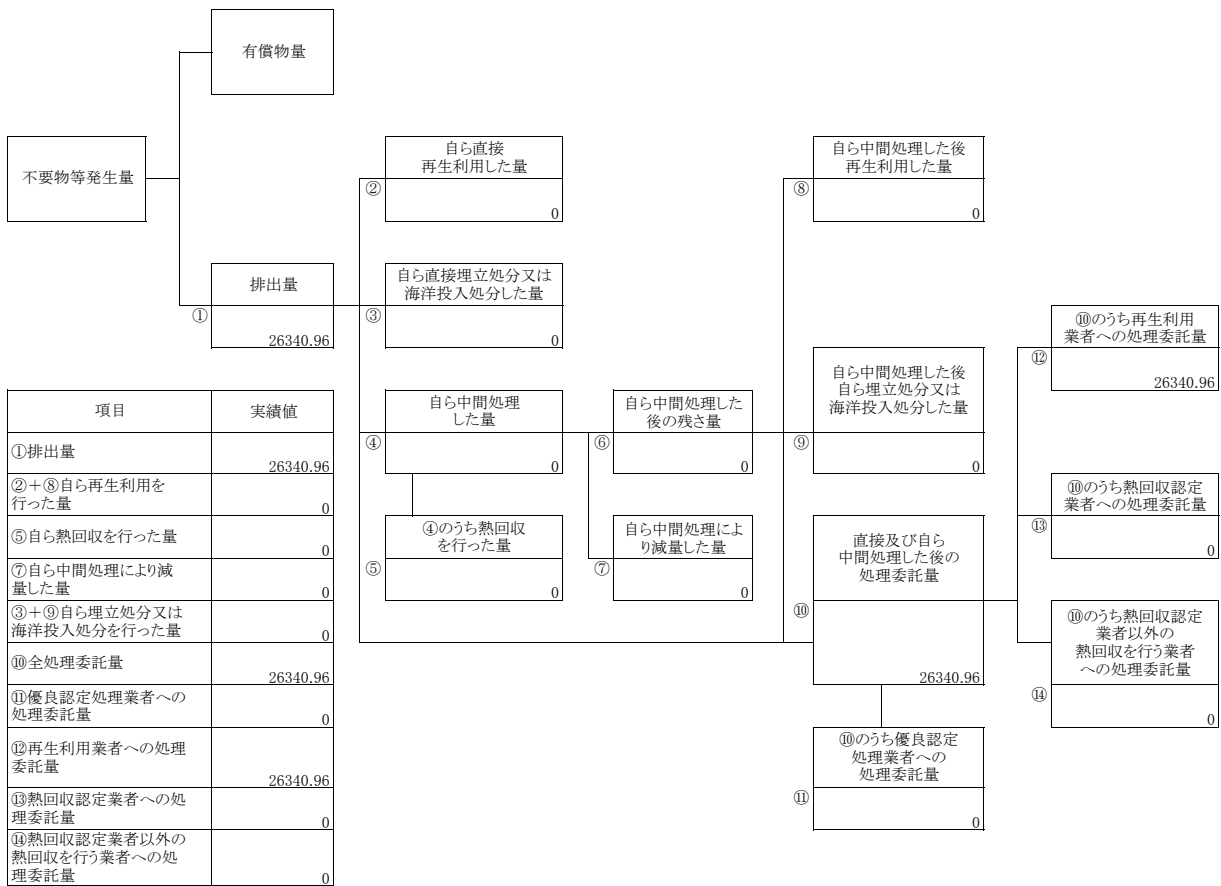 有償物量
不要物等発生量
自ら直接
再生利用した量
②
0
自ら中間処理した後
再生利用した量
⑧
0
排出量
①
26340.96
自ら直接埋立処分又は
海洋投入処分した量
③
0
⑩のうち再生利用
業者への処理委託量
⑫
26340.96
自ら中間処理
した量
④
0
自ら中間処理した
後の残さ量
⑥
0
自ら中間処理した後
自ら埋立処分又は
海洋投入処分した量
⑨
0
⑩のうち熱回収認定
業者への処理委託量
⑬
0
④のうち熱回収
を行った量
⑤
0
自ら中間処理によ
り減量した量
⑦
0
直接及び自ら
中間処理した後の
処理委託量
⑩
26340.96
⑩のうち熱回収認定
業者以外の
熱回収を行う業者
への処理委託量
⑭
0
⑩のうち優良認定
処理業者への
処理委託量
⑪
0
項目 実績値
①排出量
26340.96
②+⑧自ら再生利用を
行った量
0
⑤自ら熱回収を行った量
0
⑦自ら中間処理により減
量した量
0
③+⑨自ら埋立処分又は
海洋投入処分を行った量
0
⑩全処理委託量
26340.96
⑪優良認定処理業者への
処理委託量
0
⑫再生利用業者への処理
委託量
26340.96
⑬熱回収認定業者への処
理委託量
0
⑭熱回収認定業者以外の
熱回収を行う業者への処
理委託量
0